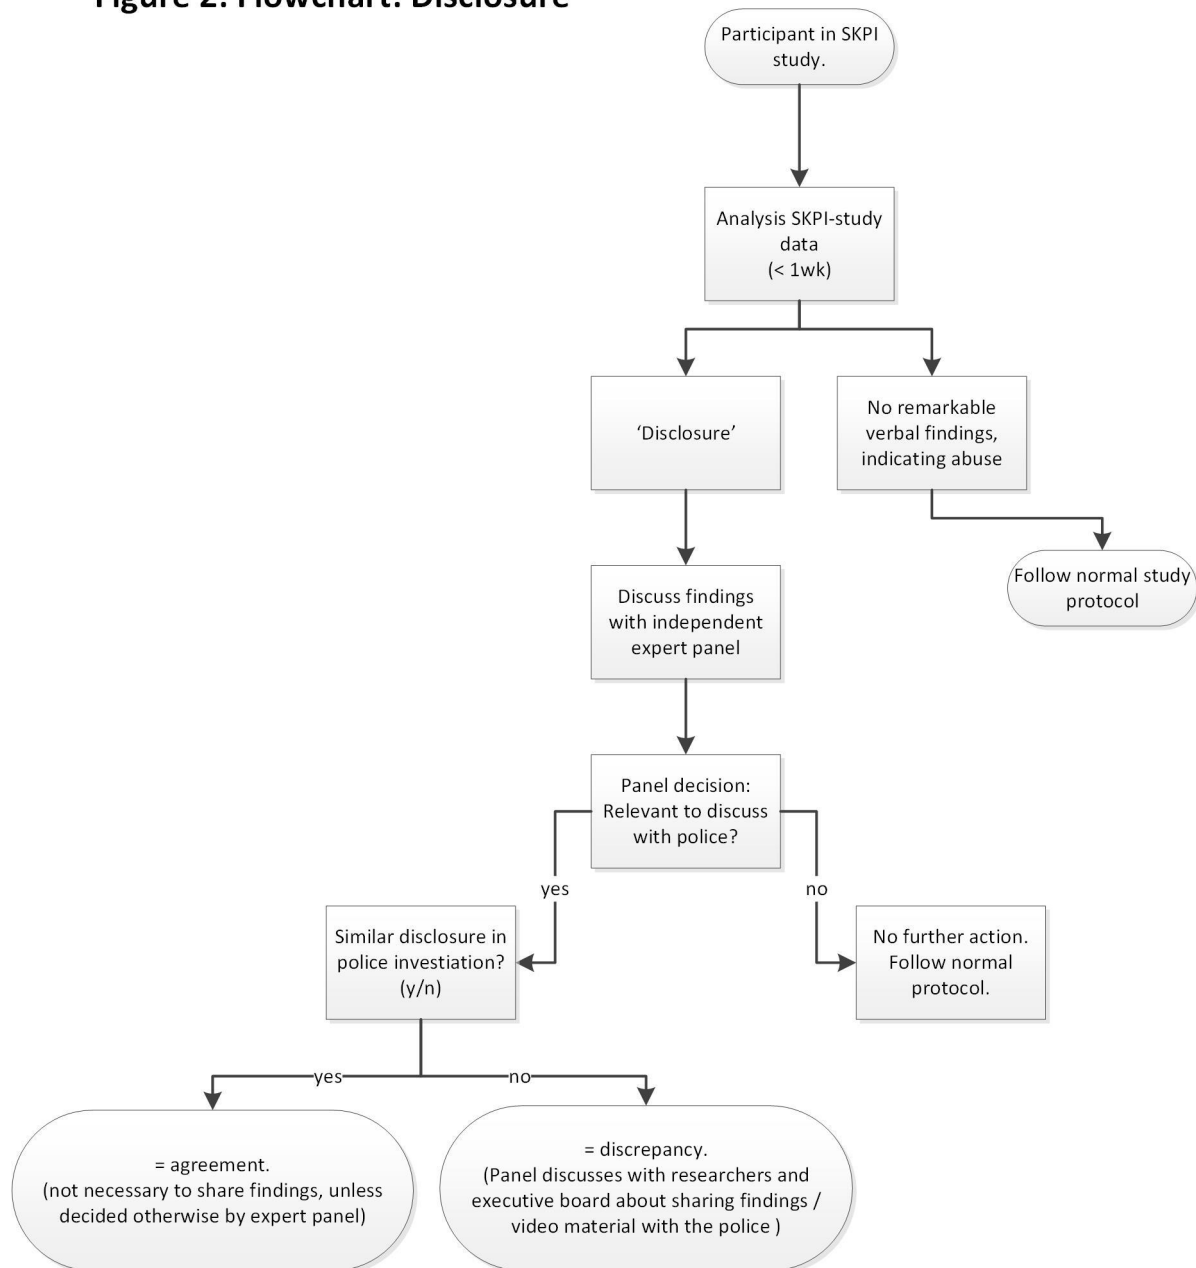 Figure 2: Flowchart: Disclosure
Participant in SKPI
study.
Analysis SKPI-study
data
(< 1wk)
‘Disclosure’
No remarkable
verbal findings,
indicating abuse
Follow normal study
protocol
Discuss findings
with independent
expert panel
Panel decision:
Relevant to discuss
with police?
yes
no
Similar disclosure in
police investiation?
(y/n)
No further action.
Follow normal
protocol.
yes
no
= agreement.
(not necessary to share findings, unless
decided otherwise by expert panel)
= discrepancy.
(Panel discusses with researchers and
executive board about sharing findings /
video material with the police )